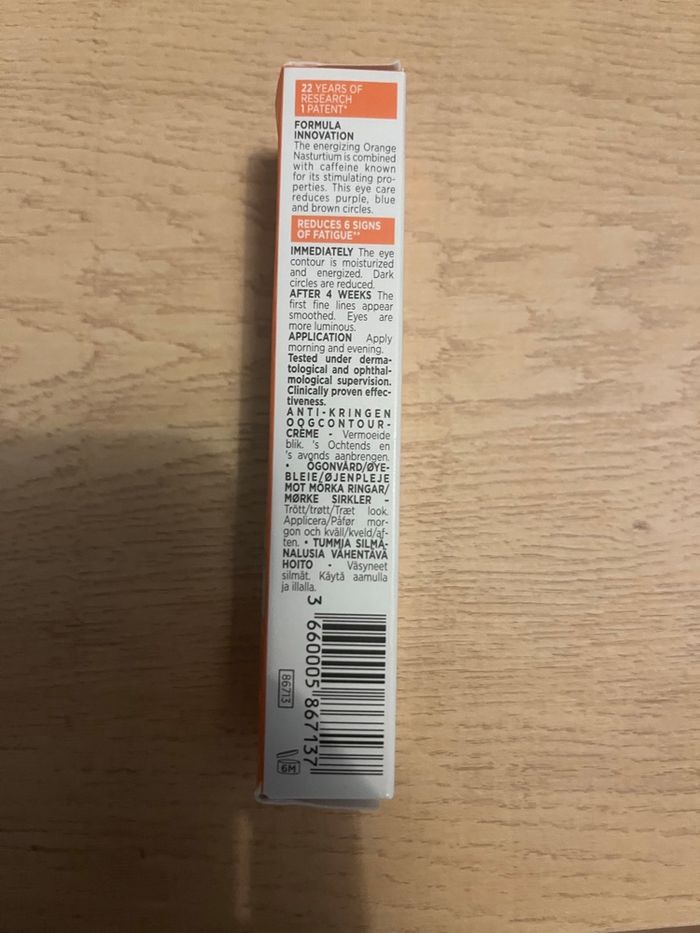 22 YEARS OF
RESEARCH
1 PATENT*
FORMULA
INNOVATION
The energizing Orange
Nasturtium is combined
with caffeine known
for its stimulating pro-
perties. This eye care
reduces purple, blue
and brown circles.
REDUCES 6 SIGNS
OF FATIGUE**
IMMEDIATELY The eye
contour is moisturized
and energized. Dark
circles are reduced.
AFTER 4 WEEKS The
first fine lines appear
smoothed. Eyes are
more luminous.
APPLICATION Apply
morning and evening.
Tested under derma-
tological and ophthal-
mological supervision.
Clinically proven effec-
tiveness.
ANTI-KRINGEN
OOGCONTOUR-
CRÈME - Vermoeide
blik. 's Ochtends en
's avonds aanbrengen.
• ÖGONVÅRD/ØYE-
BLEIE/ØJENPLEJE
MOT MÖRKA RINGAR/
MØRKE SIRKLER -
Trött/trøtt/Træt look.
Applicera/Påfør mor-
gon och kväll/kveld/af-
ten. • TUMMIA SILMÄ-
NALUSIA VÄHENTÄVÄ
HOITO - Väsyneet
silmät. Käytä aamulla
ja illalla.
3 660005 867137
86713
6M